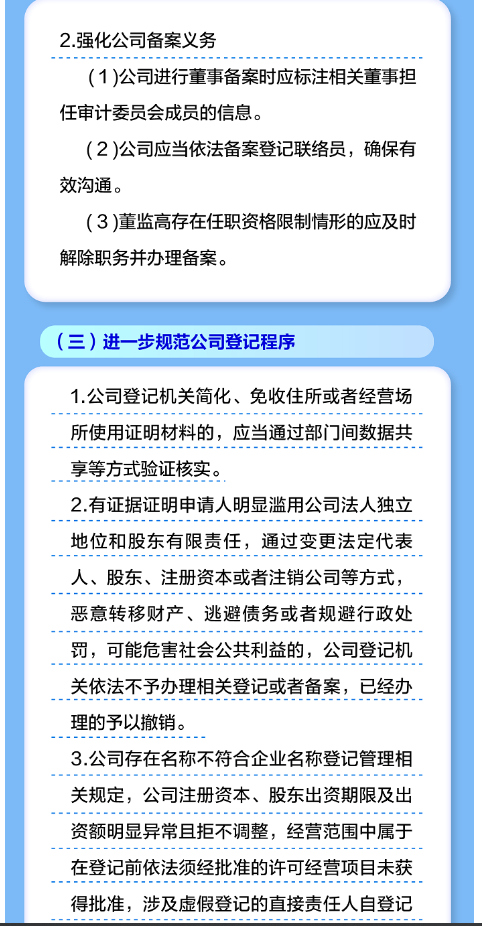 2.强化公司备案义务
(1)公司进行董事备案时应标注相关董事担
任审计委员会成员的信息。
(2)公司应当依法备案登记联络员，确保有
效沟通。
(3)董监高存在任职资格限制情形的应及时
解除职务并办理备案。
（三）进一步规范公司登记程序
1.公司登记机关简化、免收住所或者经营场
所使用证明材料的，应当通过部门间数据共
享等方式验证核实。
2.有证据证明申请人明显滥用公司法人独立
地位和股东有限责任，通过变更法定代表
人、股东、注册资本或者注销公司等方式，
恶意转移财产、逃避债务或者规避行政处
罚，可能危害社会公共利益的，公司登记机
关依法不予办理相关登记或者备案，已经办
理的予以撤销。
3.公司存在名称不符合企业名称登记管理相
关规定，公司注册资本、股东出资期限及出
资额明显异常且拒不调整，经营范围中属于
在登记前依法须经批准的许可经营项目未获
得批准，涉及虚假登记的直接责任人自登记